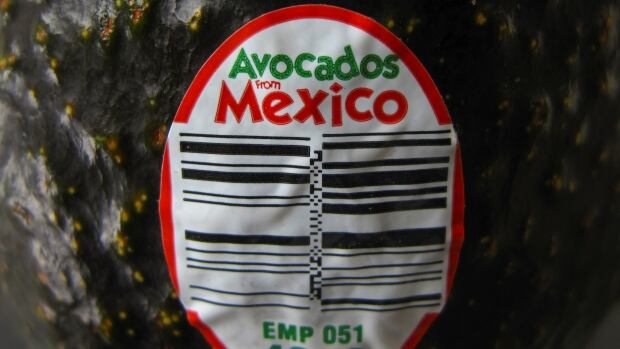 Avocados
from
Mexico
EMP 051